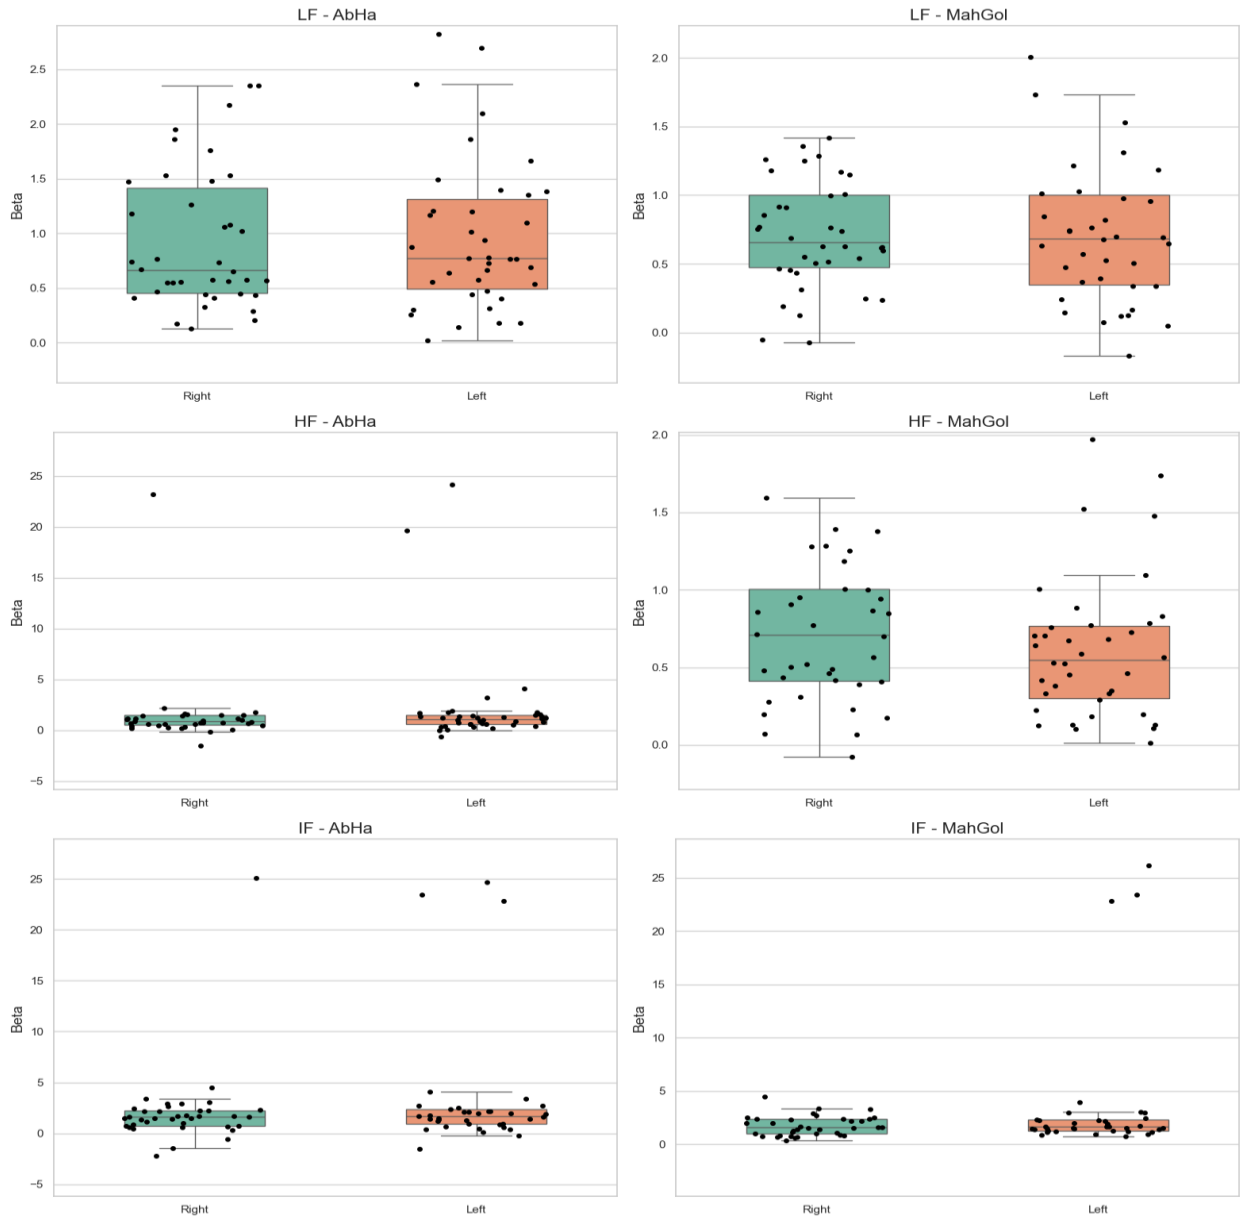 LF - AbHa
LF - MahGol
Beta
2.5
2.0
1.5
1.0
0.5
0.0
Right
Left
Beta
2.0
1.5
1.0
0.5
0.0
Right
Left
HF - AbHa
HF - MahGol
Beta
25
20
15
10
5
0
−5
Right
Left
Beta
2.0
1.5
1.0
0.5
0.0
Right
Left
IF - AbHa
IF - MahGol
Beta
25
20
15
10
5
0
−5
Right
Left
Beta
25
20
15
10
5
0
Right
Left